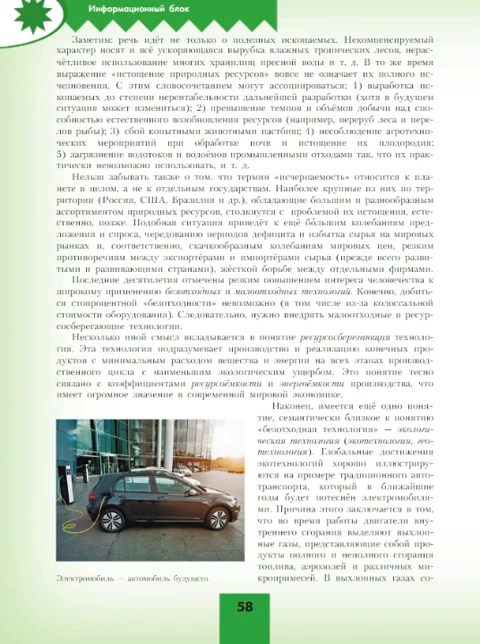 Информационный блок
Заметим: речь идёт не только о полезных ископаемых. Некомпенсируемый
характер носят и всё ускоряющаяся вырубка влажных тропических лесов, нерас-
чётливое использование многих хранилищ пресной воды и т. д. В то же время
выражение «истощение природных ресурсов» вовсе не означает их полного ис-
чезновения. С этим словосочетанием могут ассоциироваться: 1) выработка ис-
копаемых до степени нерентабельности дальнейшей разработки (хотя в будущем
ситуация может измениться); 2) превышение темпов и объёмов добычи над спо-
собностью естественного возобновления ресурсов (например, переруб леса и пере-
лов рыбы); 3) сбой копытными животными пастбищ; 4) несоблюдение агротехни-
ческих мероприятий при обработке почв и истощение их плодородия;
5) загрязнение водотоков и водоёмов промышленными отходами так, что их прак-
тически невозможно использовать, и т. д.
Нельзя забывать также о том, что термин «исчерпаемость» относится к пла-
нете в целом, а не к отдельным государствам. Наиболее крупные из них по тер-
ритории (Россия, США, Бразилия и др.), обладающие большим и разнообразным
ассортиментом природных ресурсов, столкнутся с проблемой их истощения, есте-
ственно, позже. Подобная ситуация приведёт к ещё бо́льшим колебаниям пред-
ложения и спроса, чередованию периодов дефицита и избытка сырья на мировых
рынках и, соответственно, скачкообразным колебаниям мировых цен, резким
противоречиям между экспортёрами и импортёрами сырья (прежде всего разви-
тыми и развивающими странами), жёсткой борьбе между отдельными фирмами.
Последние десятилетия отмечены резким повышением интереса человечества к
широкому применению безотходных и малоотходных технологий. Конечно, добить-
ся стопроцентной «безотходности» невозможно (в том числе из-за колоссальной
стоимости оборудования). Следовательно, нужно внедрять малоотходные и ресур-
сосберегающие технологии.
Несколько иной смысл вкладывается в понятие ресурсосберегающая техноло-
гия. Эта технология подразумевает производство и реализацию конечных про-
дуктов с минимальным расходом вещества и энергии на всех этапах производ-
ственного цикла с наименьшим экологическим ущербом. Это понятие тесно
связано с коэффициентами ресурсоёмкости и энергоёмкости производства, что
имеет огромное значение в современной мировой экономике.
Наконец, имеется ещё одно поня-
тие, семантически близкое к понятию
«безотходная технология» — экологи-
ческая технология (экотехнология, гео-
технология). Глобальные достижения
экотехнологий хорошо иллюстриру-
ются на примере традиционного авто-
транспорта, который в ближайшие
годы будет потеснён электромобиля-
ми. Причина этого заключается в том,
что во время работы двигатели вну-
треннего сгорания выделяют выхлоп-
ные газы, представляющие собой про-
дукты полного и неполного сгорания
топлива, аэрозолей и различных ми-
кропримесей. В выхлопных газах со-
Электромобиль — автомобиль будущего
58